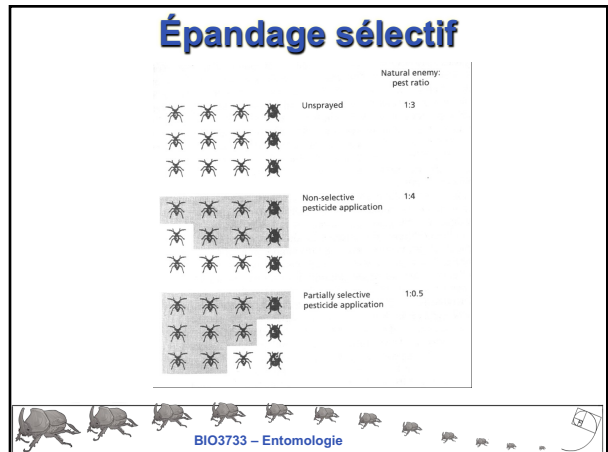 Épandage sélectif
Natural enemy:
pest ratio
Unsprayed 1:3
Non-selective 1:4
pesticide application
Partially selective 1:0.5
pesticide application
BIO3733 – Entomologie